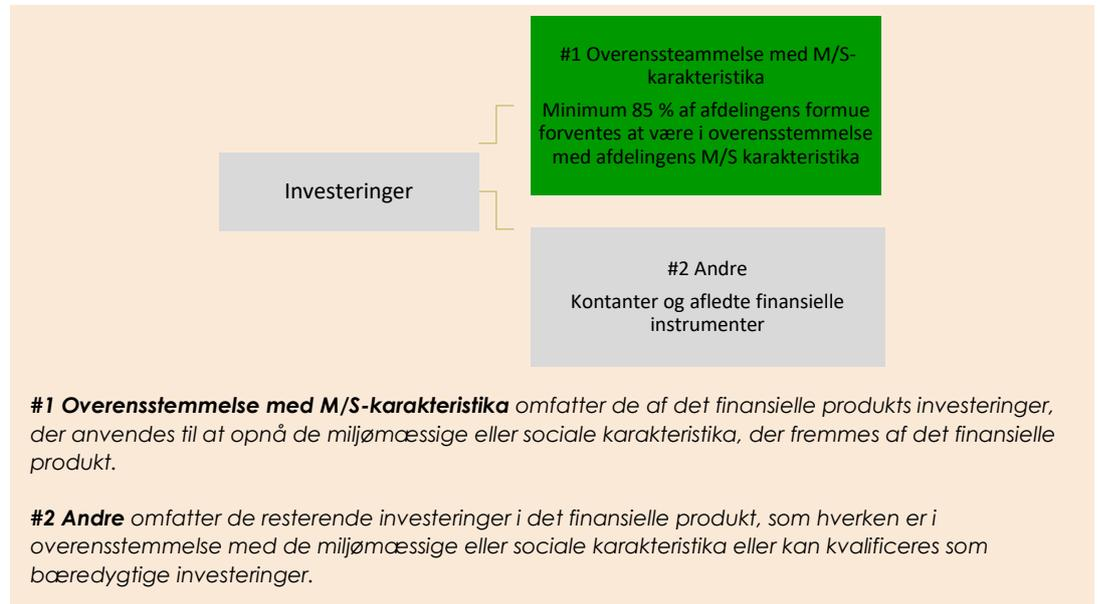 #1 Overenssteammelse med M/S-
karakteristika
Minimum 85 % af afdelingens formue
forventes at være i overensstemmelse
med afdelingens M/S karakteristika
Investeringer
#2 Andre
Kontanter og afledte finansielle
instrumenter
#1 Overensstemmelse med M/S-karakteristika omfatter de af det finansielle produkts investeringer,
der anvendes til at opnå de miljømæssige eller sociale karakteristika, der fremmes af det finansielle
produkt.
#2 Andre omfatter de resterende investeringer i det finansielle produkt, som hverken er i
overensstemmelse med de miljømæssige eller sociale karakteristika eller kan kvalificeres som
bæredygtige investeringer.